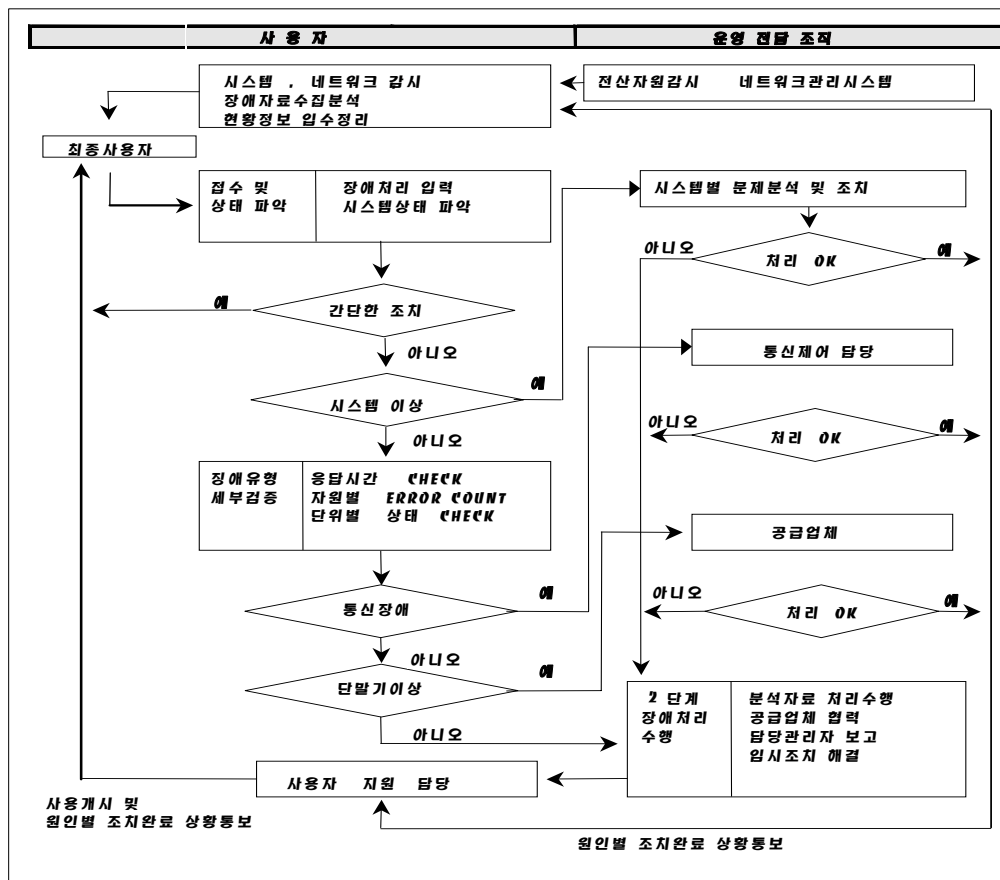 사용자
운영 전담 조직
시스템 , 네트워크 감시
장애자료수집분석
현황정보 입수정리
전산자원감시 네트워크관리시스템
최종사용자
접수 및
상태 파악
장애처리 입력
시스템상태 파악
시스템별 문제분석 및 조치
아니오
처리 OK
예
예
간단한 조치
아니오
통신제어 담당
시스템 이상
예
아니오
아니오
처리 OK
예
징애유형
세부검증
응답시간 CHECK
자원별 ERROR COUNT
단위별 상태 CHECK
공급업체
통신장애
예
아니오
아니오
처리 OK
예
단말기이상
예
아니오
2 단계
장애처리
수행
분석자료 처리수행
공급업체 협력
담당관리자 보고
임시조치 해결
사용자 지원 담당
사용개시 및
원인별 조치완료 상황통보
원인별 조치완료 상황통보